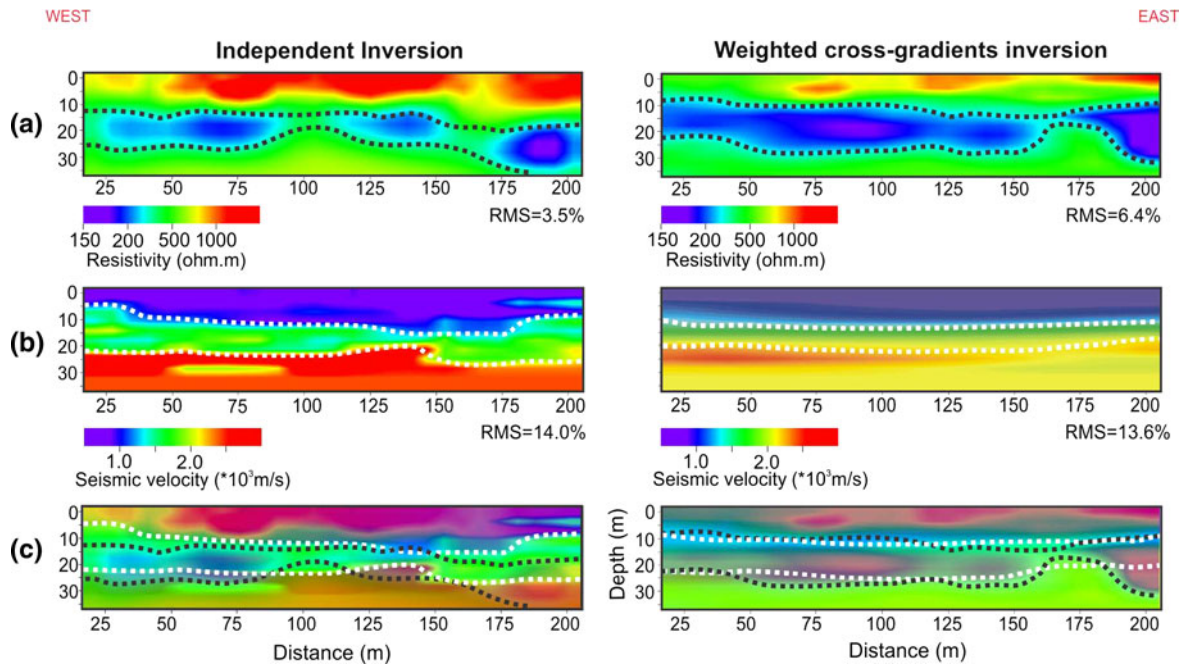 WEST EAST
Independent Inversion Weighted cross-gradients inversion
(a)
0 0
10 10
20 20
30 30
25 50 75 100 125 150 175 200 25 50 75 100 125 150 175 200
RMS=3.5% RMS=6.4%
150 200 500 1000 150 200 500 1000
Resistivity (ohm.m) Resistivity (ohm.m)
(b)
0 0
10 10
20 20
30 30
25 50 75 100 125 150 175 200 25 50 75 100 125 150 175 200
RMS=14.0% RMS=13.6%
1.0 2.0 1.0 2.0
Seismic velocity (*10³m/s) Seismic velocity (*10³m/s)
(c)
0 0
10 10
20 20
30 30
Depth (m)
25 50 75 100 125 150 175 200 25 50 75 100 125 150 175 200
Distance (m) Distance (m)